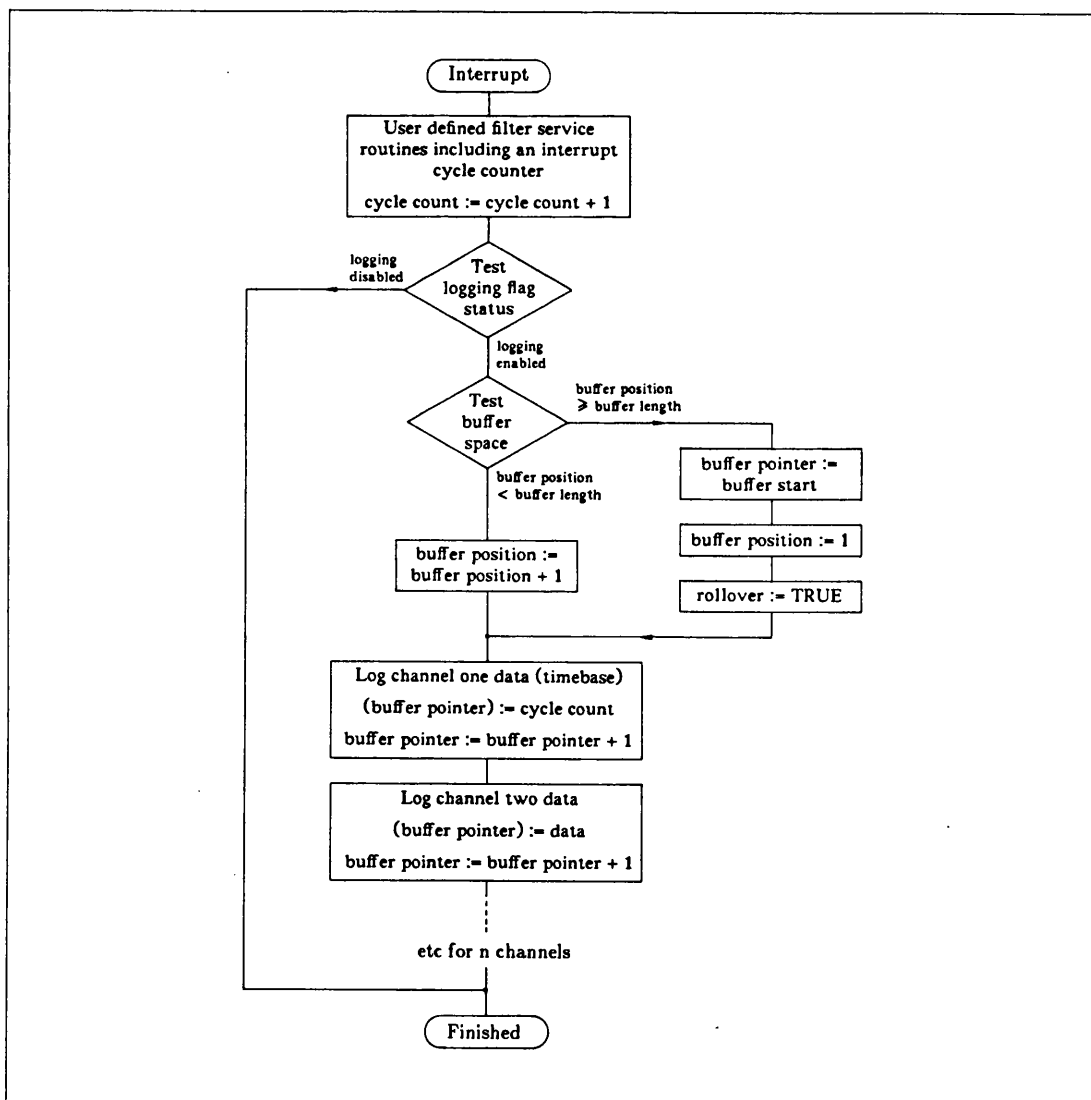 Interrupt
User defined filter service
routines including an interrupt
cycle counter
cycle count := cycle count + 1
logging
disabled
Test
logging flag
status
logging
enabled
Test
buffer
space
buffer position
⩾ buffer length
buffer position
< buffer length
buffer pointer :=
buffer start
buffer position := 1
rollover := TRUE
buffer position :=
buffer position + 1
Log channel one data (timebase)
(buffer pointer) := cycle count
buffer pointer := buffer pointer + 1
Log channel two data
(buffer pointer) := data
buffer pointer := buffer pointer + 1
etc for n channels
Finished